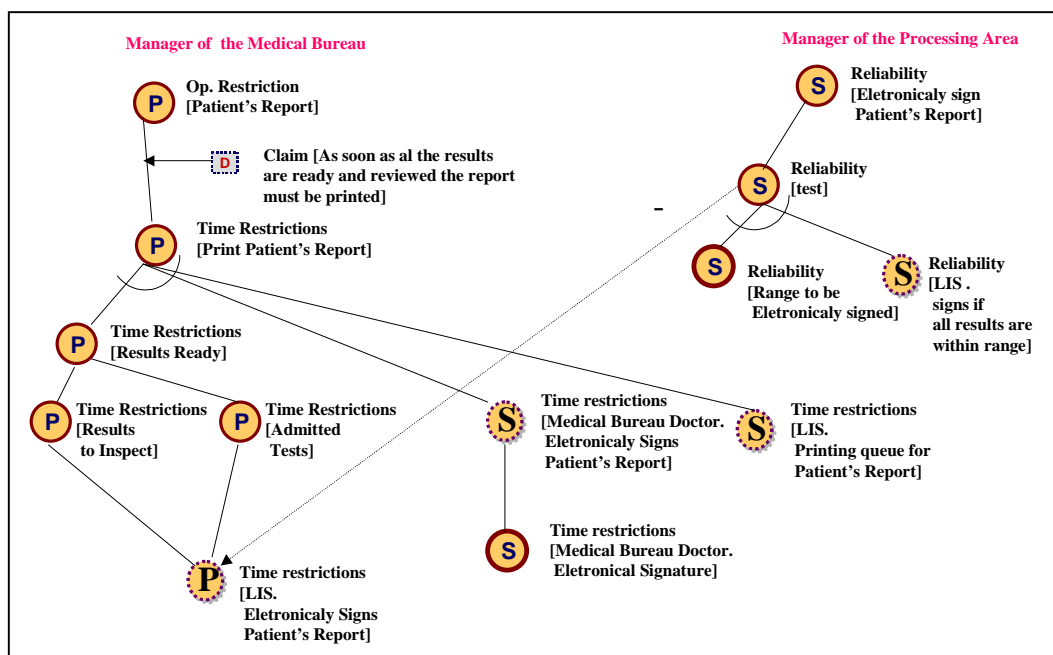 Manager of the Medical Bureau
P
Op. Restriction
[Patient's Report]
D
Claim [As soon as al the results
are ready and reviewed the report
must be printed]
P
Time Restrictions
[Print Patient's Report]
P
Time Restrictions
[Results Ready]
P
Time Restrictions
[Results
to Inspect]
P
Time Restrictions
[Admitted
Tests]
P
Time restrictions
[LIS.
Eletronicaly Signs
Patient's Report]
S
Time restrictions
[Medical Bureau Doctor.
Eletronicaly Signs
Patient's Report]
S
Time restrictions
[Medical Bureau Doctor.
Eletronical Signature]
S
Time restrictions
[LIS.
Printing queue for
Patient's Report]
Manager of the Processing Area
S
Reliability
[Eletronicaly sign
Patient's Report]
S
Reliability
[test]
-
S
Reliability
[Range to be
Eletronicaly signed]
S
Reliability
[LIS .
signs if
all results are
within range]